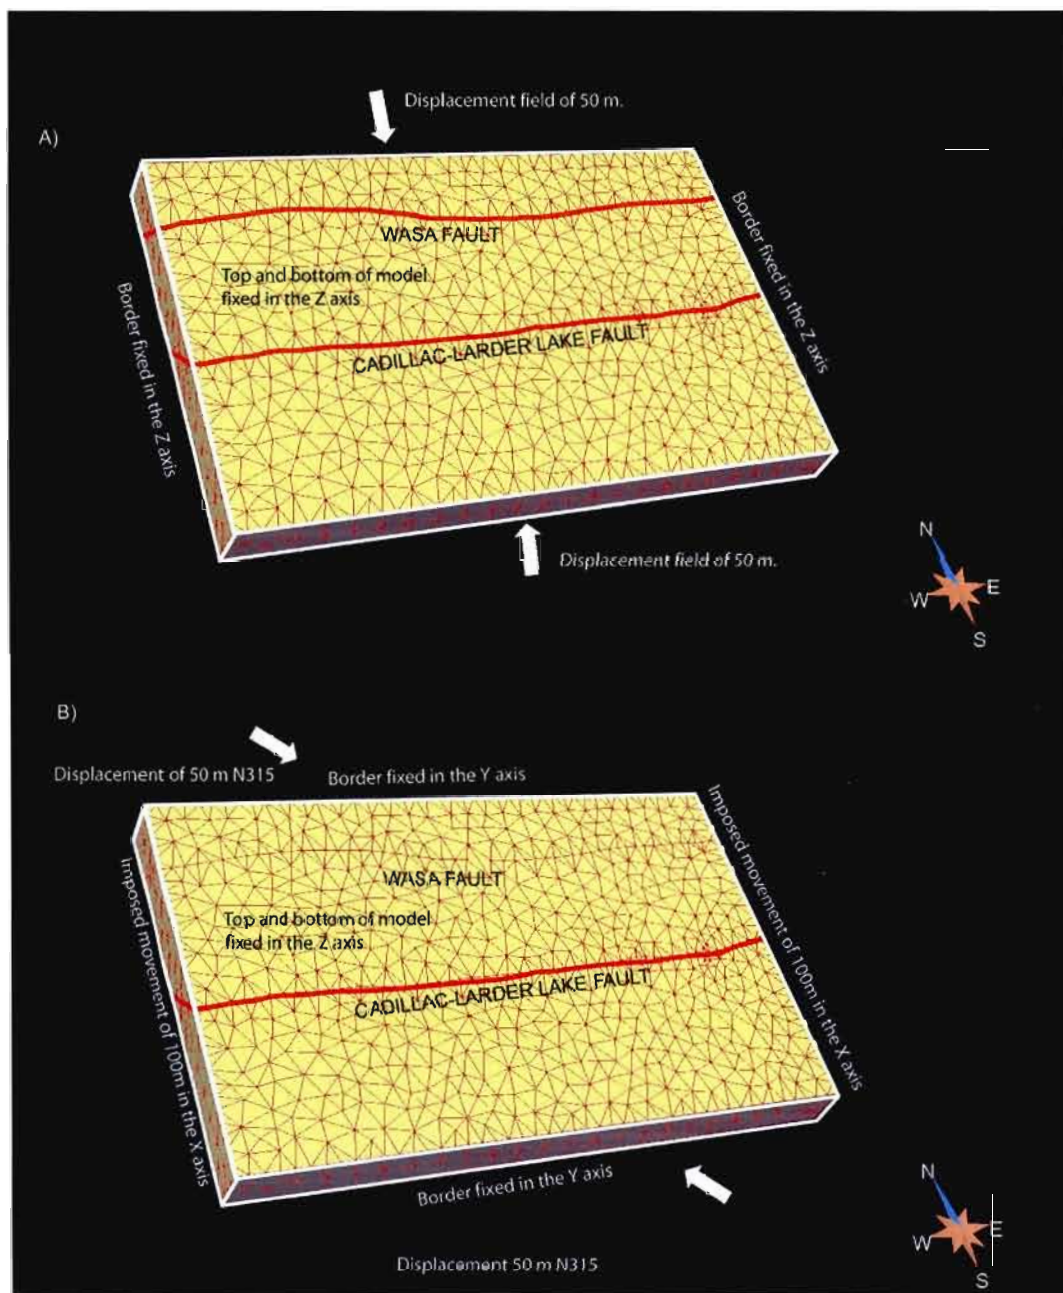 Displacement field of 50 m.
A)
WASA FAULT
Border fixed in the Z axis
Top and bottom of model
fixed in the Z axis
Border fixed in the Z axis
CADILLAC-LARDER LAKE FAULT
Displacement field of 50 m.
N
W
E
S
B)
Displacement of 50 m N315
Border fixed in the Y axis
Imposed movement of 100m in the X axis
WASA FAULT
Top and bottom of model
fixed in the Z axis
CADILLAC-LARDER LAKE FAULT
Imposed movement of 100m in the X axis
Border fixed in the Y axis
Displacement 50 m N315
N
W
E
S